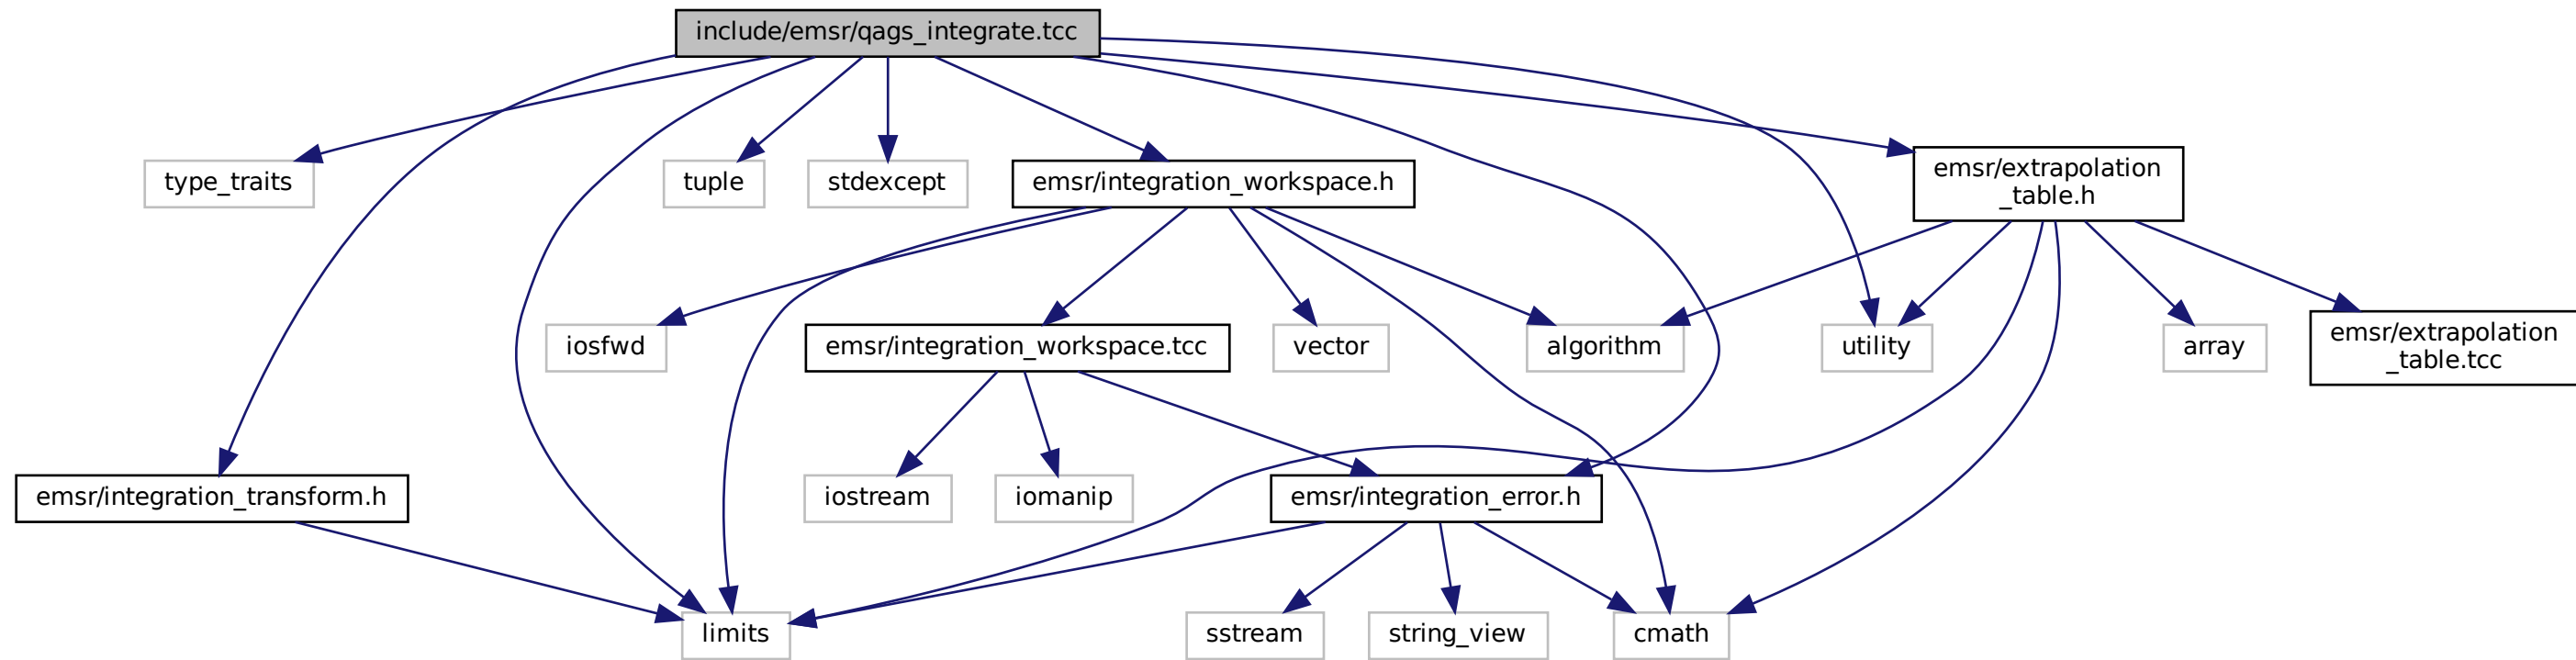 include/emsr/qags_integrate.tcc
type_traits
tuple
stdexcept
emsr/integration_workspace.h
emsr/extrapolation
_table.h
iosfwd
emsr/integration_workspace.tcc
vector
algorithm
utility
array
emsr/extrapolation
_table.tcc
emsr/integration_transform.h
iostream
iomanip
emsr/integration_error.h
limits
sstream
string_view
cmath